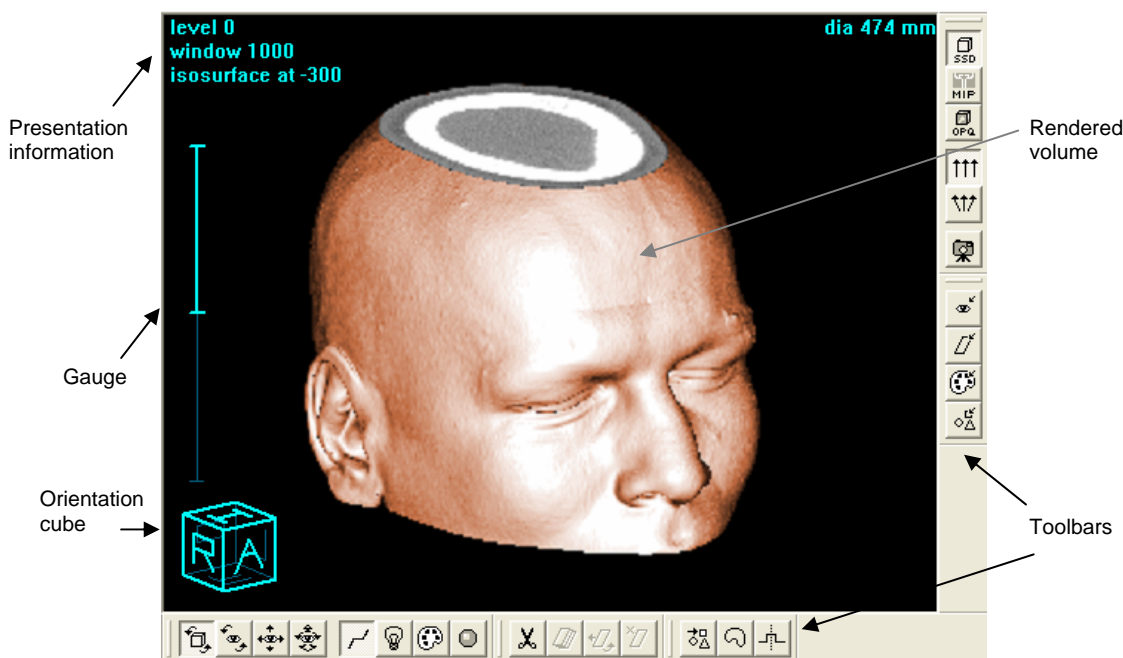 level 0
window 1000
isosurface at -300
dia 474 mm
SSD
MIP
OPQ
Presentation
information
Rendered
volume
Gauge
Orientation
cube
H
R A
Toolbars